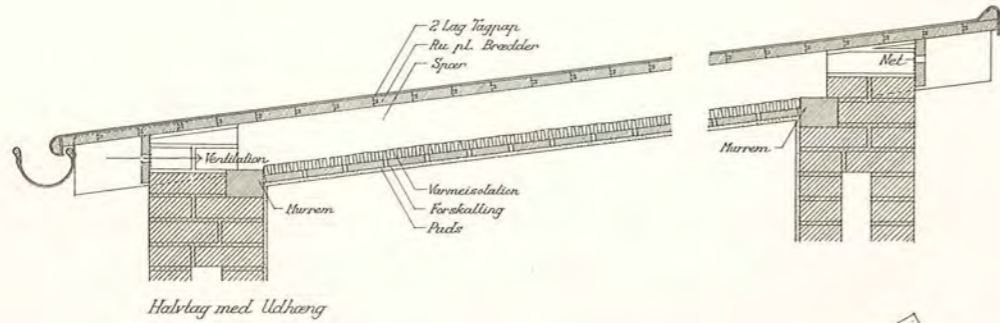 2 Lag Tagpap
Ru pl. Brædder
Spær
Net
Ventilation
Murrem
Murrem
Varmeisolation
Forskalling
Puds
Halvtag med Udhæng